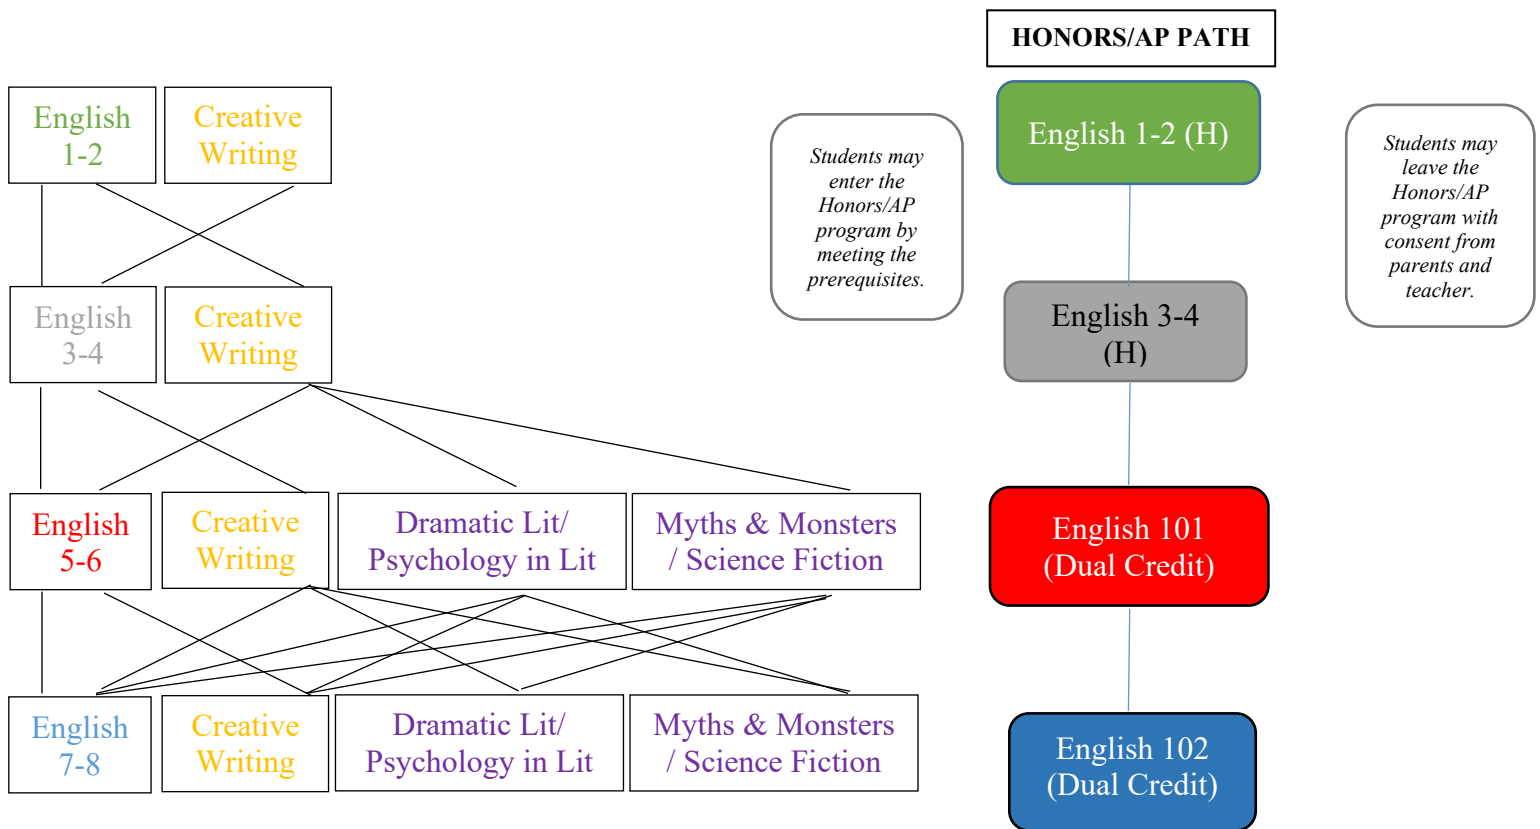 HONORS/AP PATH
English
1-2
Creative
Writing
English 1-2 (H)
Students may
enter the
Honors/AP
program by
meeting the
prerequisites.
Students may
leave the
Honors/AP
program with
consent from
parents and
teacher.
English
3-4
Creative
Writing
English 3-4
(H)
English
5-6
Creative
Writing
Dramatic Lit/
Psychology in Lit
Myths & Monsters
/ Science Fiction
English 101
(Dual Credit)
English
7-8
Creative
Writing
Dramatic Lit/
Psychology in Lit
Myths & Monsters
/ Science Fiction
English 102
(Dual Credit)